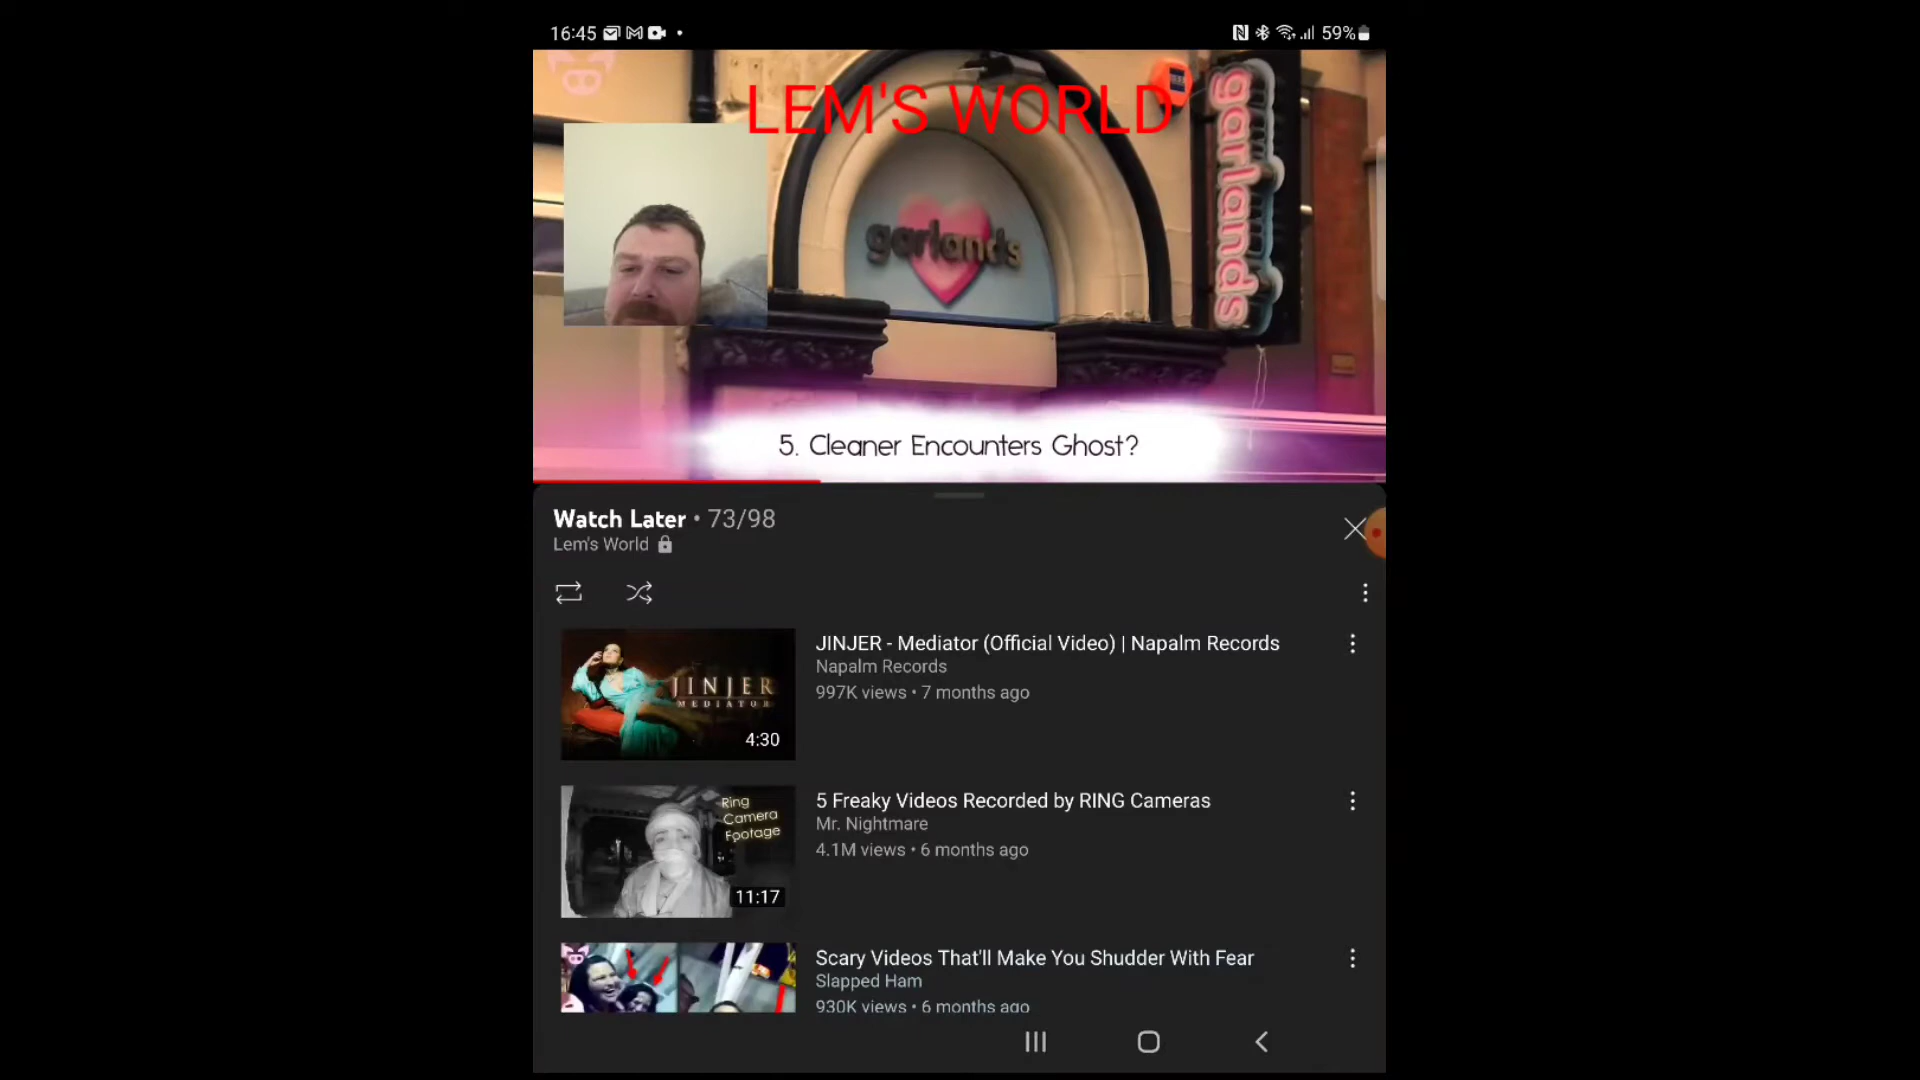 16:45
59%
LEM'S WORLD
garlands
garlands
5. Cleaner Encounters Ghost?
Watch Later • 73/98
Lem's World
JINJER
MEDIATOR
4:30
JINJER - Mediator (Official Video) | Napalm Records
Napalm Records
997K views • 7 months ago
Ring
Camera
Footage
11:17
5 Freaky Videos Recorded by RING Cameras
Mr. Nightmare
4.1M views • 6 months ago
Scary Videos That'll Make You Shudder With Fear
Slapped Ham
930K views • 6 months ago